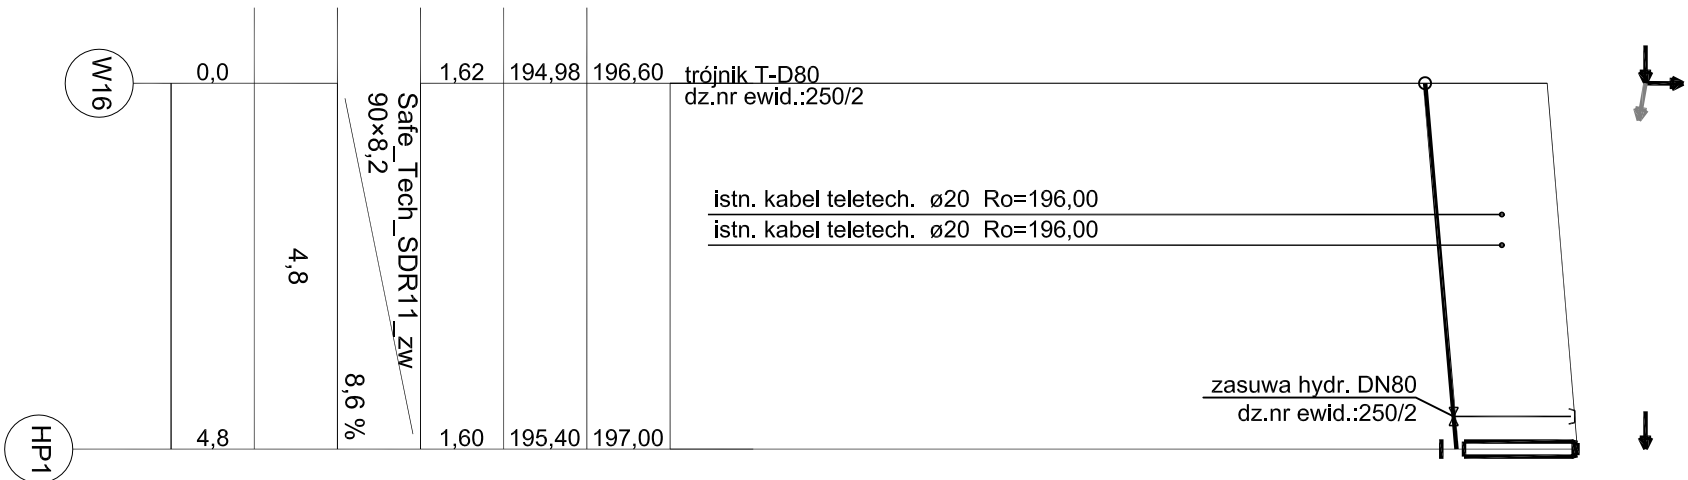 W16
0,0
1,62
194,98
196,60
trójnik T-D80
dz.nr ewid.:250/2
Safe_Tech_SDR11_zw
90×8,2
4,8
8,6 %
istn. kabel teletech. ø20 Ro=196,00
istn. kabel teletech. ø20 Ro=196,00
zasuwa hydr. DN80
dz.nr ewid.:250/2
HP1
4,8
1,60
195,40
197,00